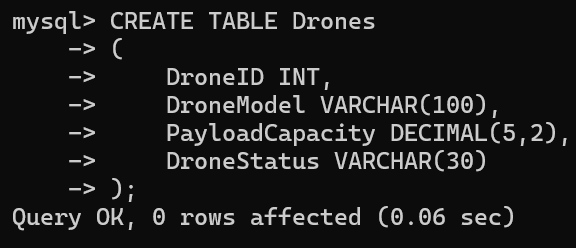 mysql> CREATE TABLE Drones
    -> (
    ->     DroneID INT,
    ->     DroneModel VARCHAR(100),
    ->     PayloadCapacity DECIMAL(5,2),
    ->     DroneStatus VARCHAR(30)
    -> );
Query OK, 0 rows affected (0.06 sec)